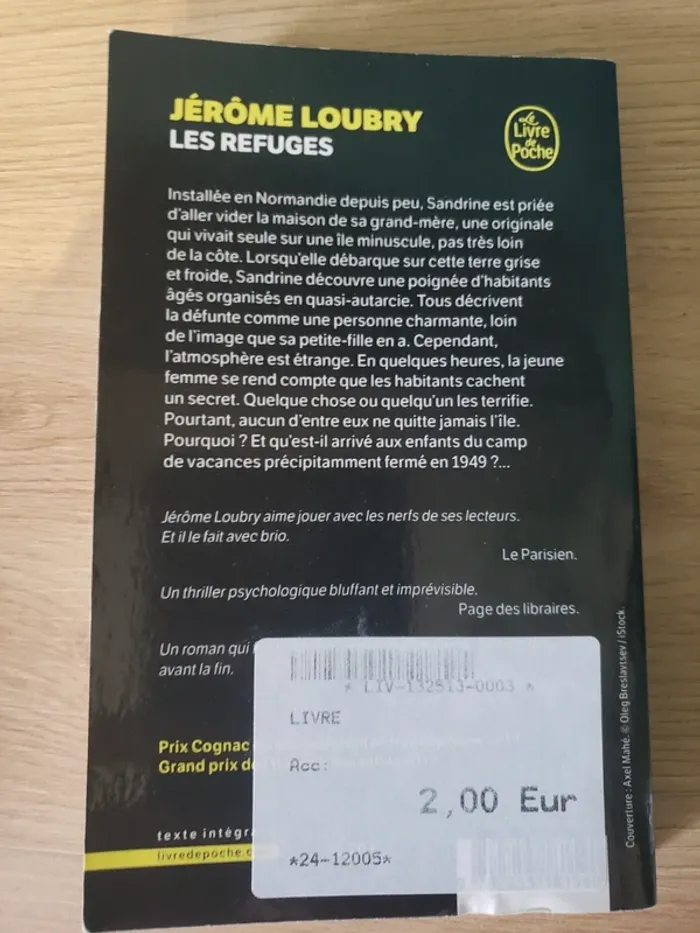 JÉRÔME LOUBRY
LES REFUGES
Le
Livre
de
Poche
Installée en Normandie depuis peu, Sandrine est priée
d'aller vider la maison de sa grand-mère, une originale
qui vivait seule sur une île minuscule, pas très loin
de la côte. Lorsqu'elle débarque sur cette terre grise
et froide, Sandrine découvre une poignée d'habitants
âgés organisés en quasi-autarcie. Tous décrivent
la défunte comme une personne charmante, loin
de l'image que sa petite-fille en a. Cependant,
l'atmosphère est étrange. En quelques heures, la jeune
femme se rend compte que les habitants cachent
un secret. Quelque chose ou quelqu'un les terrifie.
Pourtant, aucun d'entre eux ne quitte jamais l'île.
Pourquoi ? Et qu'est-il arrivé aux enfants du camp
de vacances précipitamment fermé en 1949 ?...
Jérôme Loubry aime jouer avec les nerfs de ses lecteurs.
Et il le fait avec brio.
Le Parisien.
Un thriller psychologique bluffant et imprévisible.
Page des libraires.
Un roman qui
avant la fin.
* LIV-132513-0003 *
LIVRE
Prix Cognac
Grand prix
Acc:
2,00 Eur
texte intégra
livredepoche.c
*24-12005*
Couverture : Axel Mahé. © Oleg Breslavtsev / iStock.